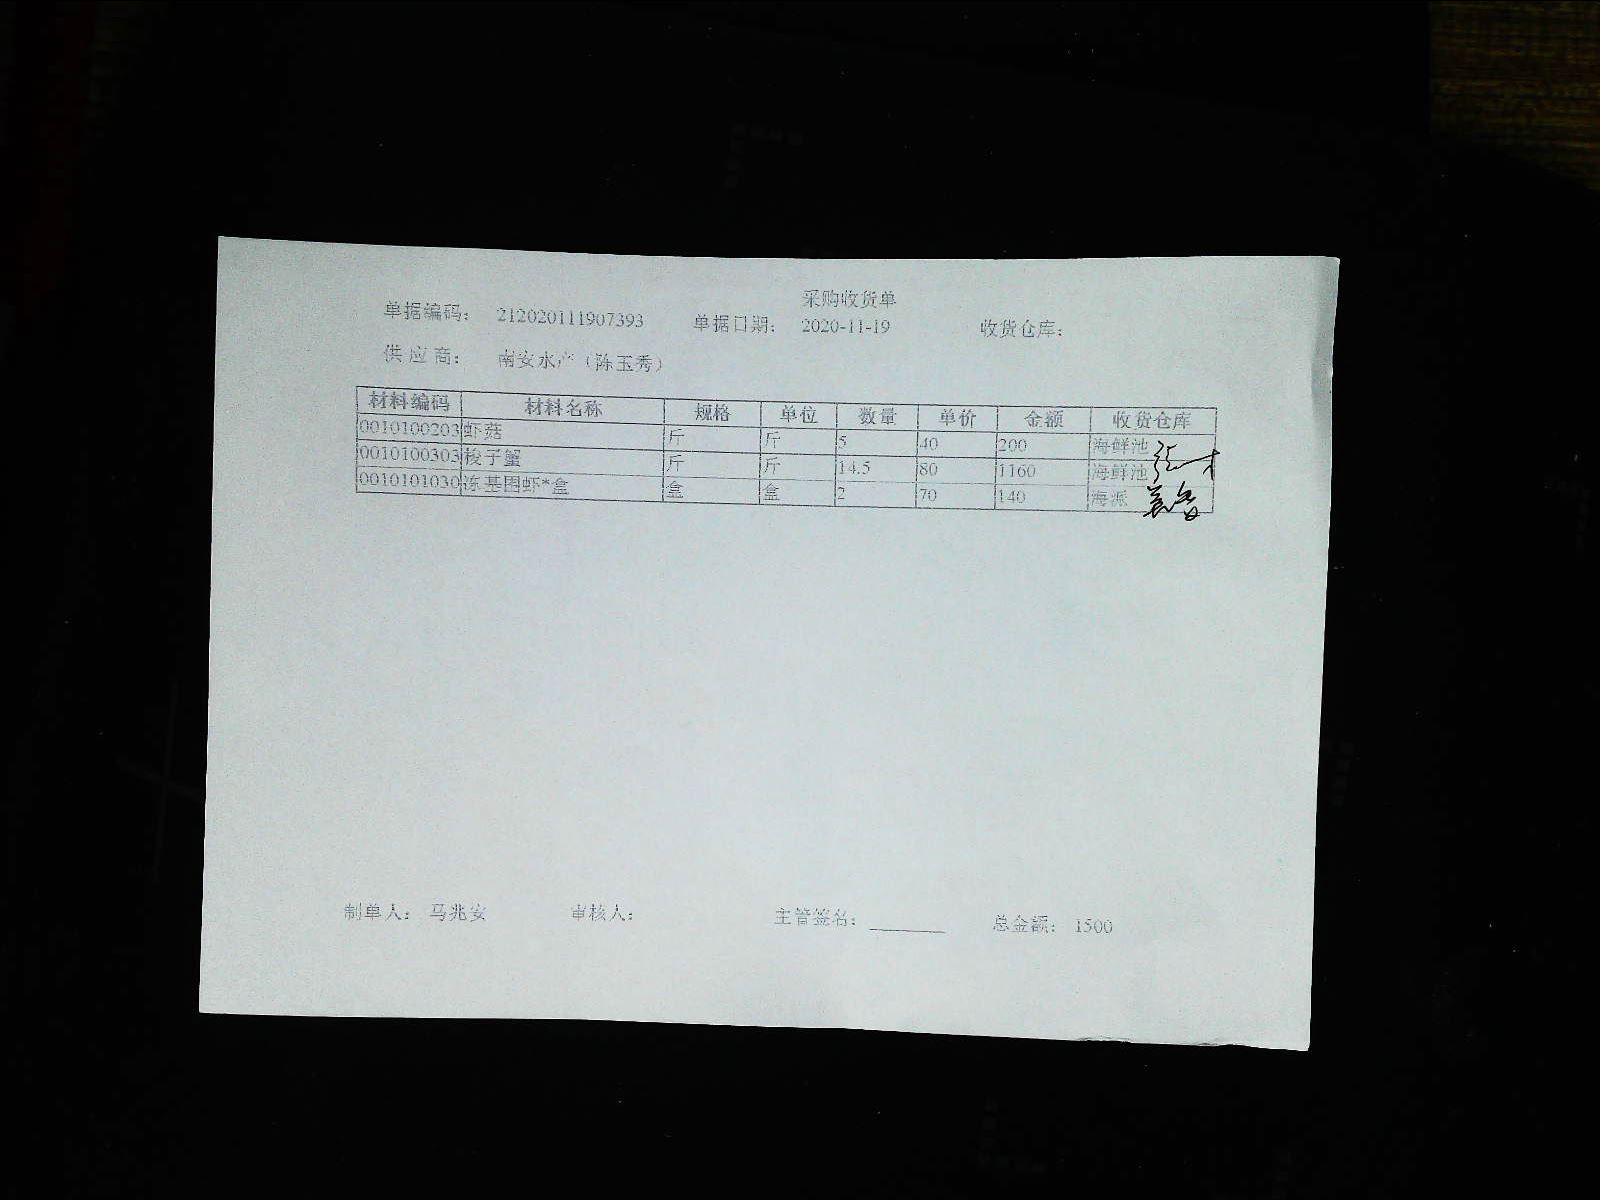 采购收货单
单据编码: 212020111907393 单据日期: 2020-11-19 收货仓库:
供应商: 南安水产（陈玉秀）
材料编码 材料名称 规格 单位 数量 单价 金额 收货仓库
0010100203 虾菇 斤 斤 5 40 200 海鲜池
0010100303 梭子蟹 斤 斤 14.5 80 1160 海鲜池
0010101030 冻基围虾*盒 盒 盒 2 70 140 海派
制单人: 马兆安 审核人: 主管签名: 总金额: 1500